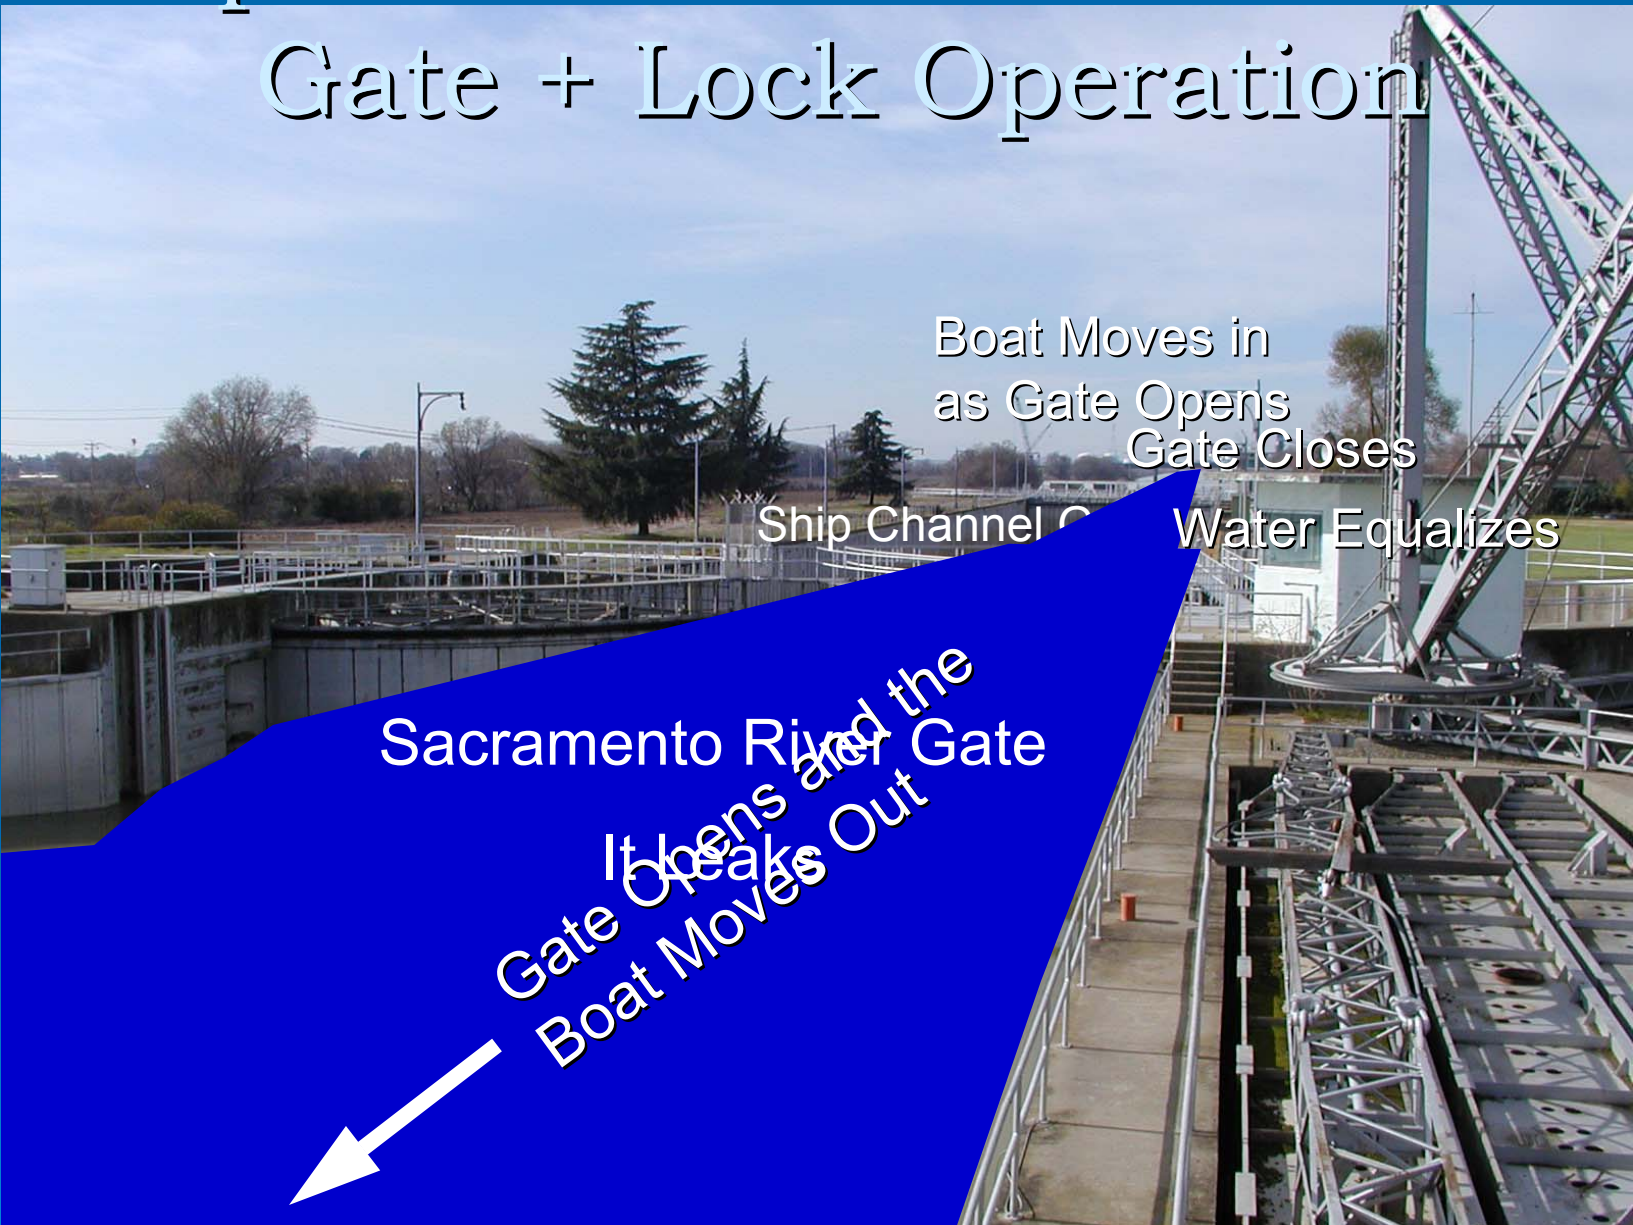 Gate + Lock Operation
Boat Moves in
as Gate Opens
Gate Closes
Ship Channel
Water Equalizes
Sacramento River Gate
It Leaks
Gate Opens and the
Boat Moves Out